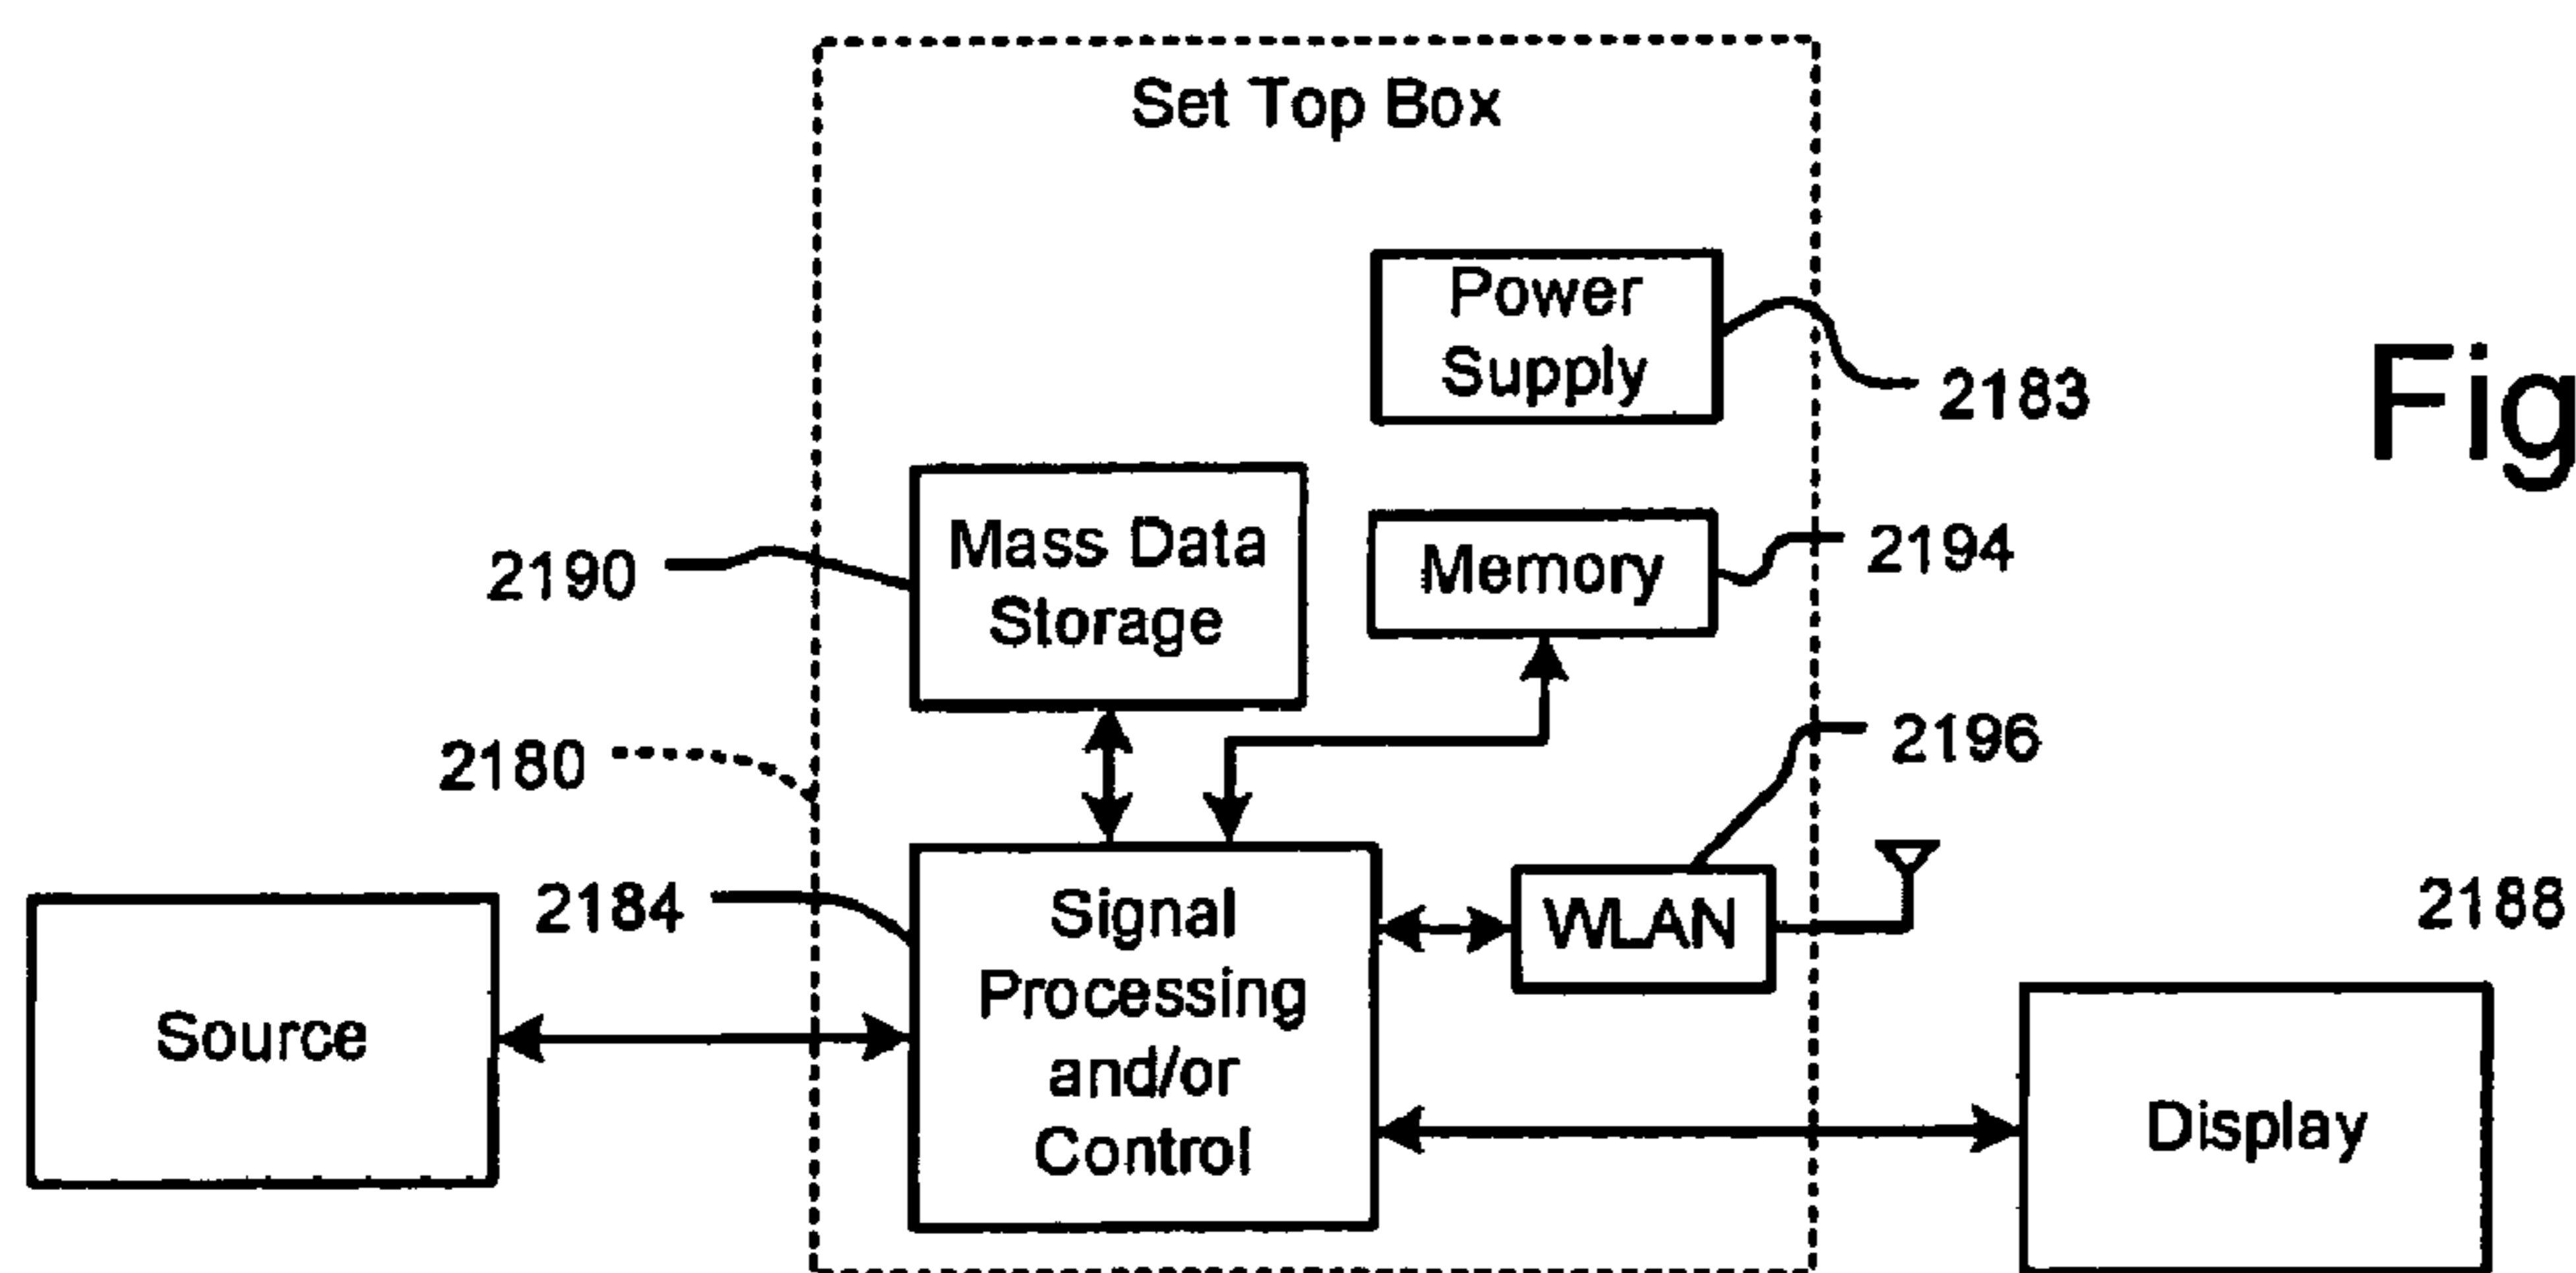 Set Top Box
Power
Supply
2183
Fig
Mass Data
Storage
2190
Memory
2194
2180
2196
2184
Signal
Processing
and/or
Control
WLAN
2188
Source
Display